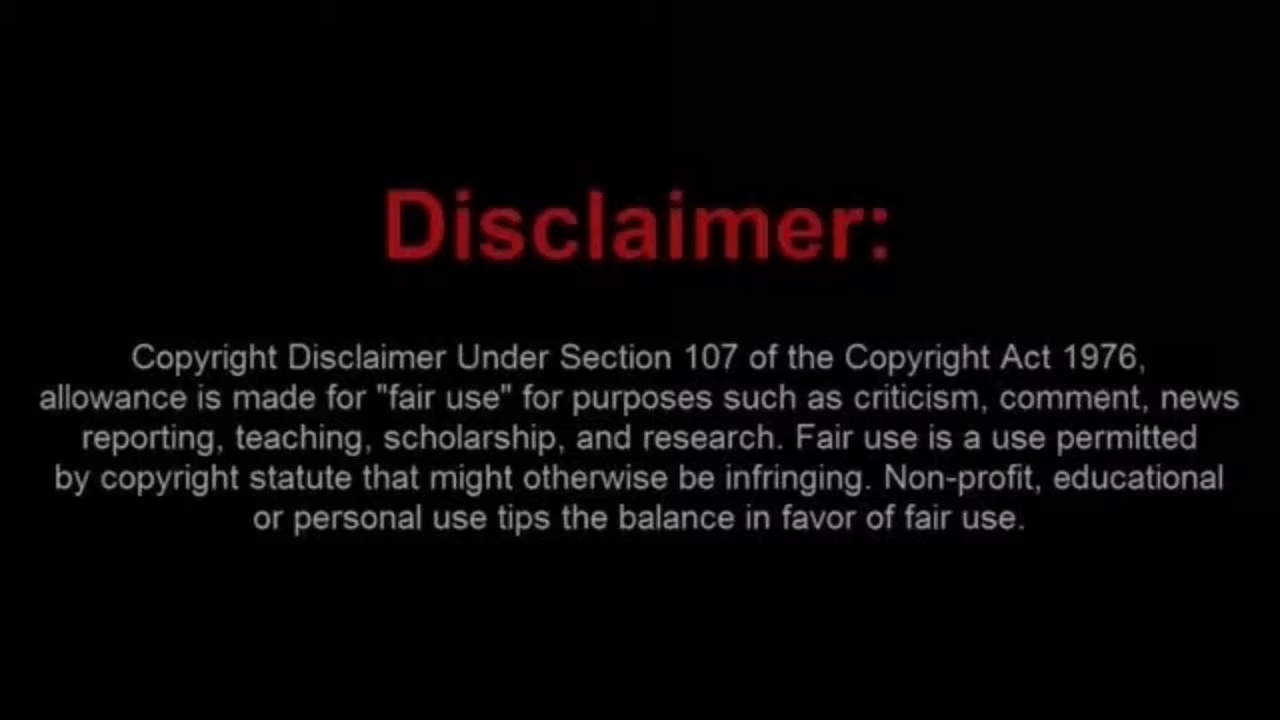 Disclaimer:
Copyright Disclaimer Under Section 107 of the Copyright Act 1976,
allowance is made for "fair use" for purposes such as criticism, comment, news
reporting, teaching, scholarship, and research. Fair use is a use permitted
by copyright statute that might otherwise be infringing. Non-profit, educational
or personal use tips the balance in favor of fair use.